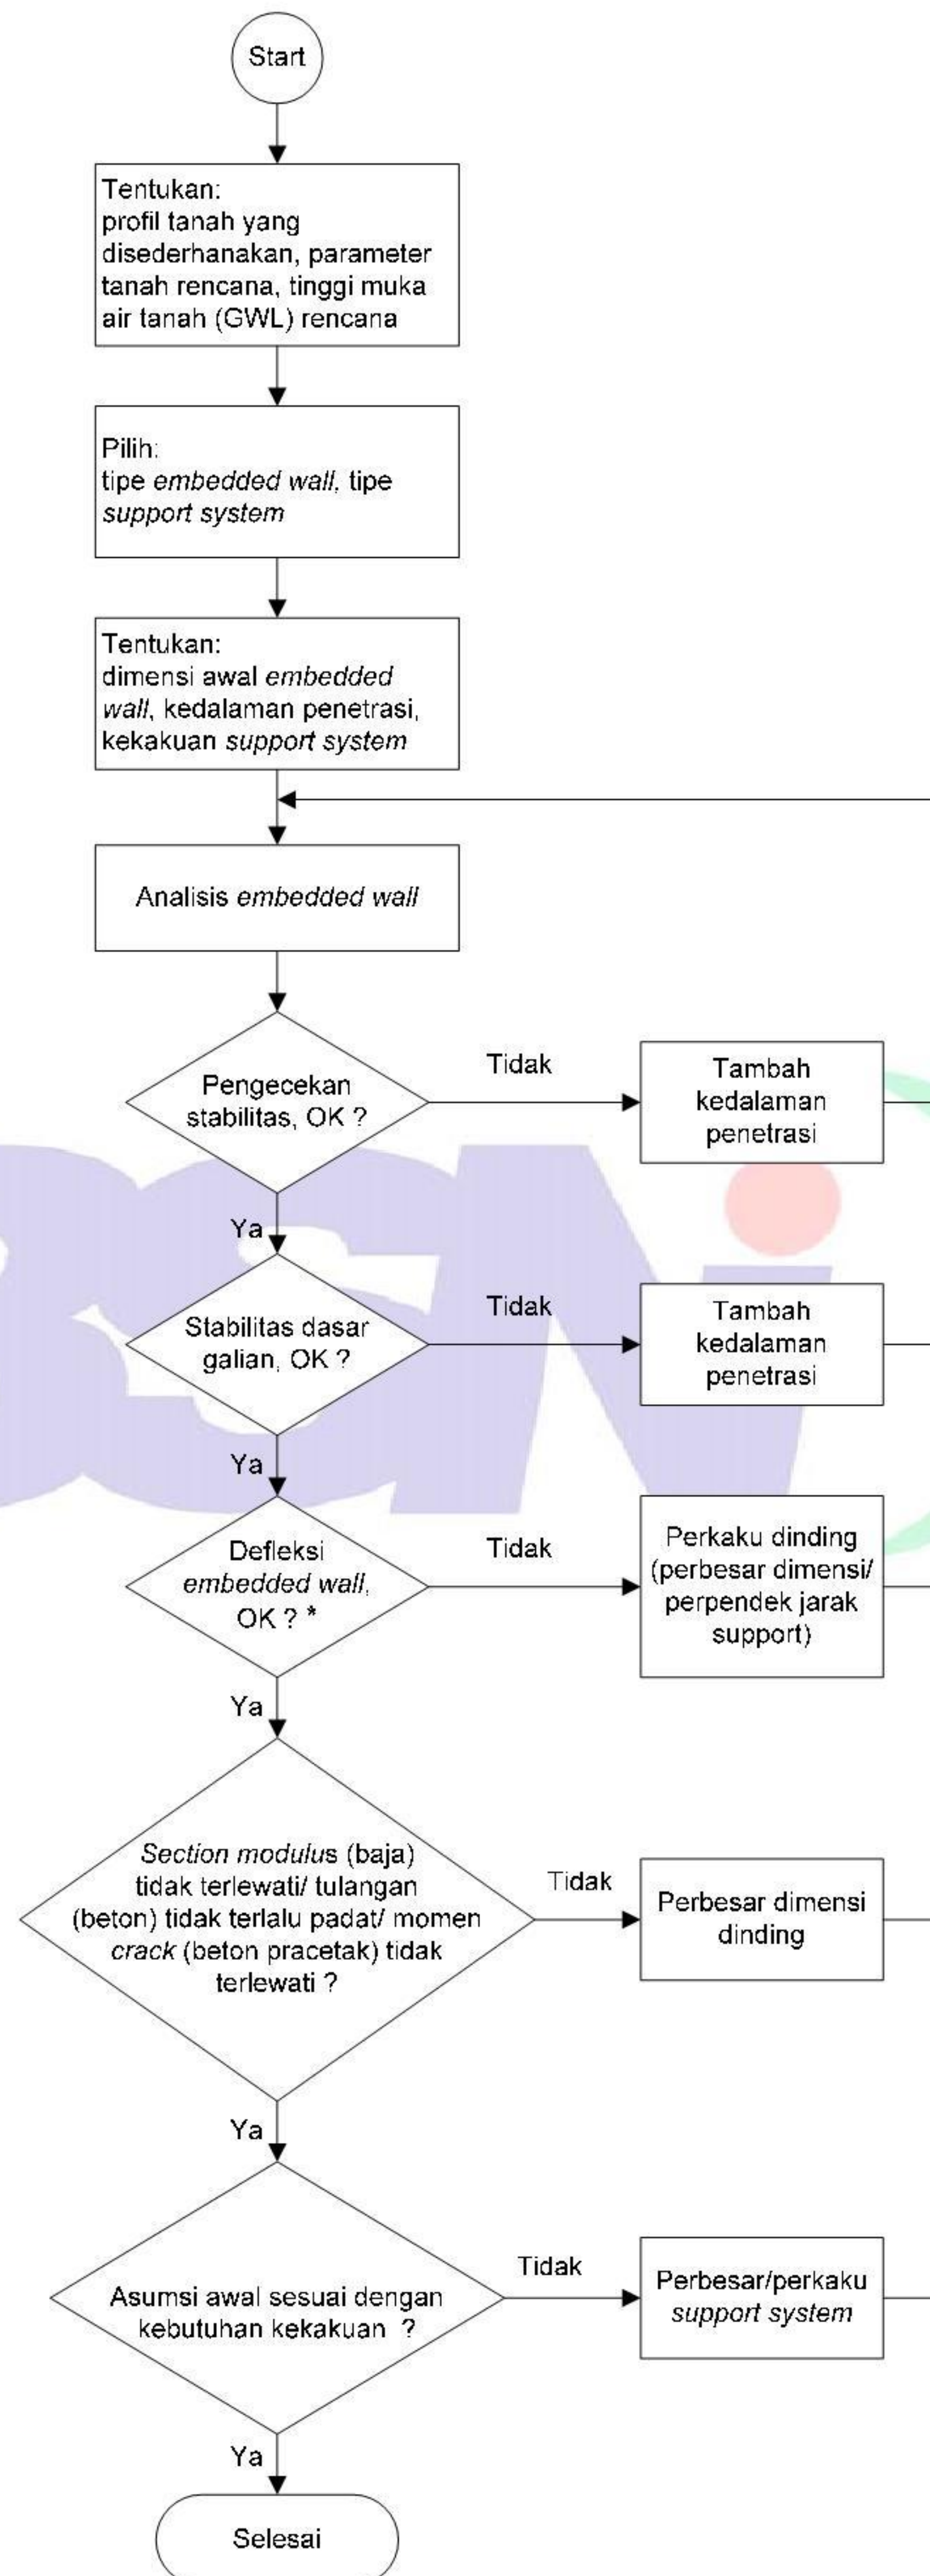 Start
Tentukan:
profil tanah yang
disederhanakan, parameter
tanah rencana, tinggi muka
air tanah (GWL) rencana
Pilih:
tipe embedded wall, tipe
support system
Tentukan:
dimensi awal embedded
wall, kedalaman penetrasi,
kekakuan support system
Analisis embedded wall
Pengecekan
stabilitas, OK ?
Tidak
Tambah
kedalaman
penetrasi
Ya
Stabilitas dasar
galian, OK ?
Tidak
Tambah
kedalaman
penetrasi
Ya
Defleksi
embedded wall,
OK ? *
Tidak
Perkaku dinding
(perbesar dimensi/
perpendek jarak
support)
Ya
Section modulus (baja)
tidak terlewati/ tulangan
(beton) tidak terlalu padat/ momen
crack (beton pracetak) tidak
terlewati ?
Tidak
Perbesar dimensi
dinding
Ya
Asumsi awal sesuai dengan
kebutuhan kekakuan ?
Tidak
Perbesar/perkaku
support system
Ya
Selesai